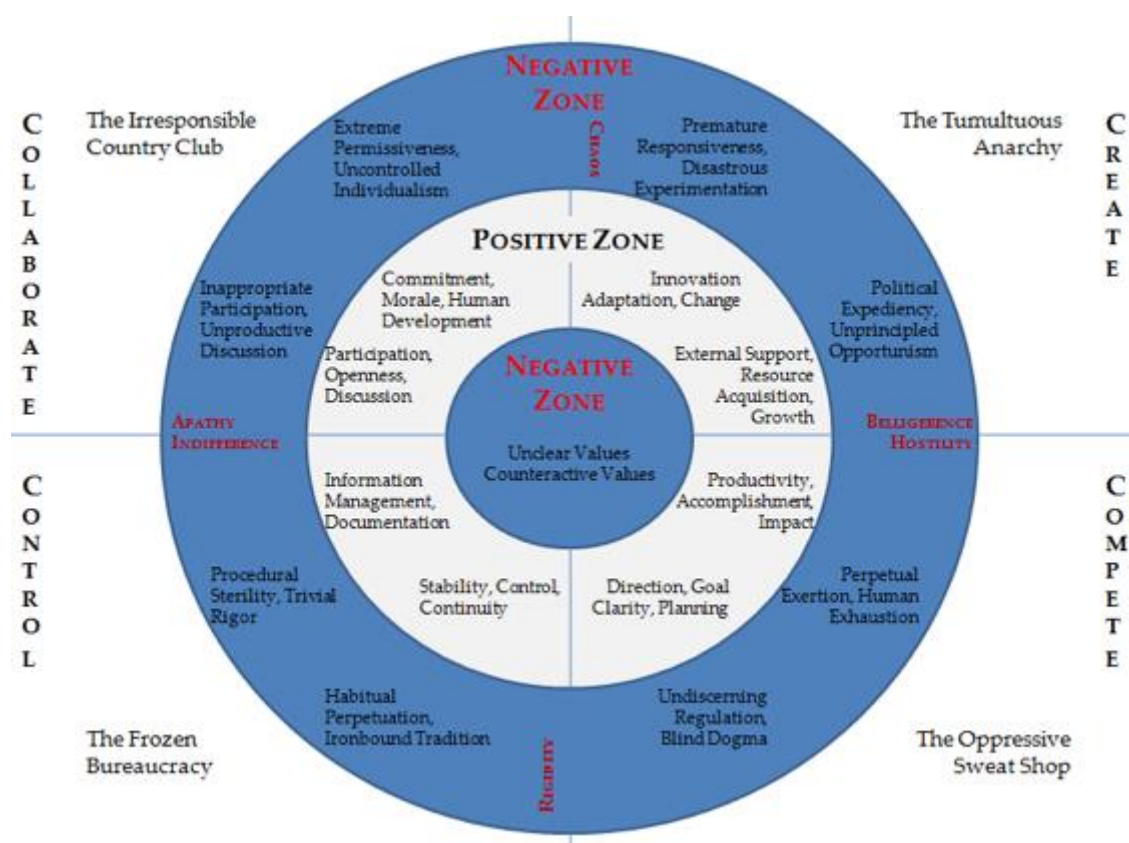 NEGATIVE
ZONE
CHAOS
COLLABORATE
The Irresponsible
Country Club
Extreme
Permissiveness,
Uncontrolled
Individualism
Premature
Responsiveness,
Disastrous
Experimentation
The Tumultuous
Anarchy
CREATE
POSITIVE ZONE
Inappropriate
Participation,
Unproductive
Discussion
Commitment,
Morale, Human
Development
Innovation
Adaptation, Change
Political
Expediency,
Unprincipled
Opportunism
Participation,
Openness,
Discussion
NEGATIVE
ZONE
External Support,
Resource
Acquisition,
Growth
APATHY
INDIFFERENCE
Unclear Values
Counteractive Values
BELLIGERENCE
HOSTILITY
CONTROL
Information
Management,
Documentation
Productivity,
Accomplishment,
Impact
COMPETE
Procedural
Sterility, Trivial
Rigor
Stability, Control,
Continuity
Direction, Goal
Clarity, Planning
Perpetual
Exertion, Human
Exhaustion
The Frozen
Bureaucracy
Habitual
Perpetuation,
Ironbound Tradition
RIGIDITY
Undiscerning
Regulation,
Blind Dogma
The Oppressive
Sweat Shop